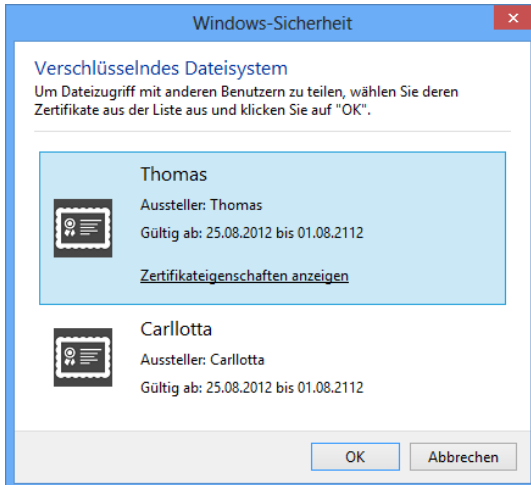 Windows-Sicherheit
Verschlüsselndes Dateisystem
Um Dateizugriff mit anderen Benutzern zu teilen, wählen Sie deren
Zertifikate aus der Liste aus und klicken Sie auf "OK".
Thomas
Aussteller: Thomas
Gültig ab: 25.08.2012 bis 01.08.2112
Zertifikateigenschaften anzeigen
Carllotta
Aussteller: Carllotta
Gültig ab: 25.08.2012 bis 01.08.2112
OK Abbrechen